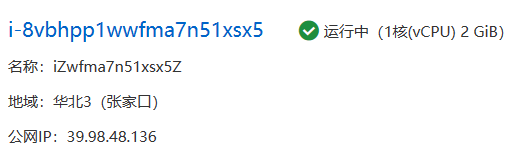 i-8vbhpp1wwfma7n51xsx5 运行中（1核(vCPU) 2 GiB）
名称：iZwfma7n51xsx5Z
地域：华北3（张家口）
公网IP：39.98.48.136